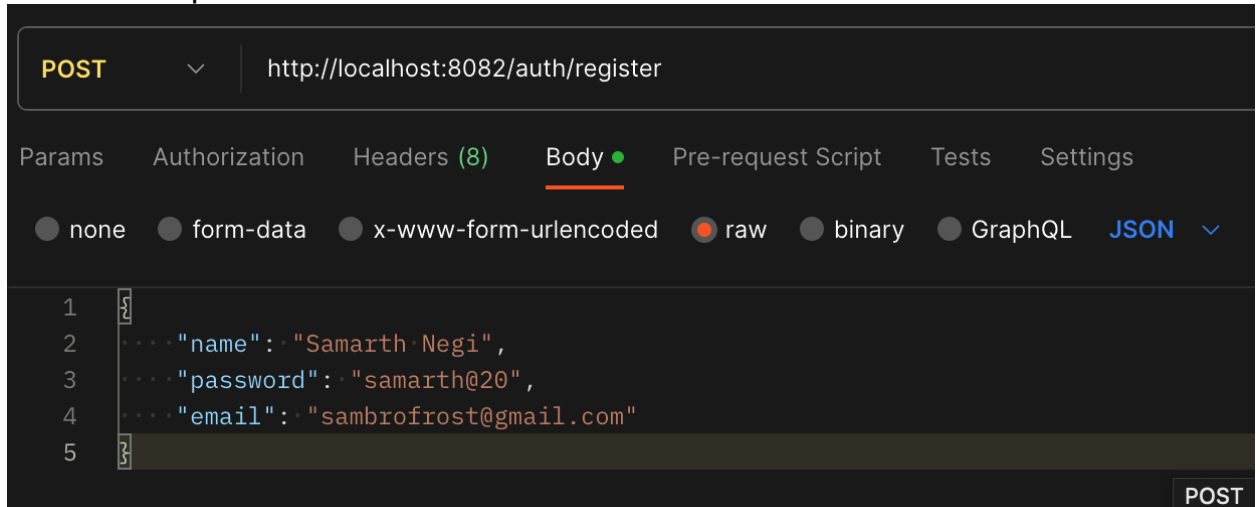 POST http://localhost:8082/auth/register
Params Authorization Headers (8) Body Pre-request Script Tests Settings
none form-data x-www-form-urlencoded raw binary GraphQL JSON
1 {
2 "name": "Samarth Negi",
3 "password": "samarth@20",
4 "email": "sambrofrost@gmail.com"
5 }
POST